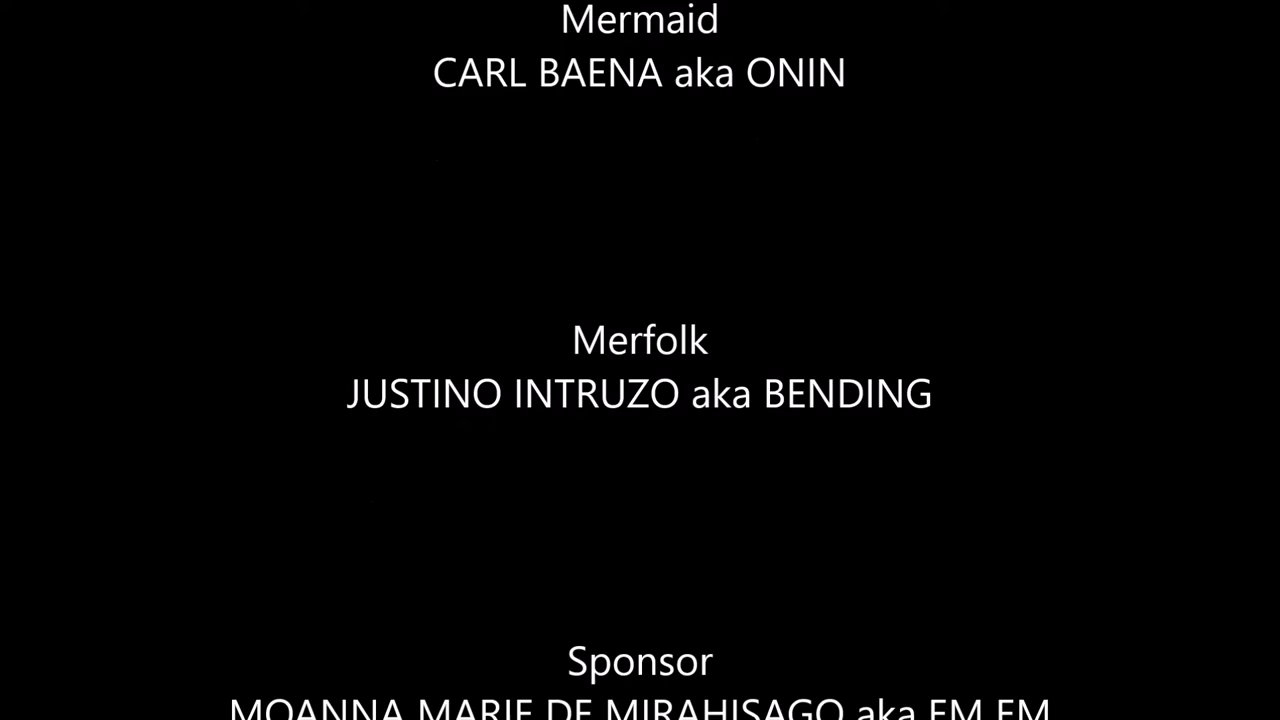 Mermaid
CARL BAENA aka ONIN
Merfolk
JUSTINO INTRUZO aka BENDING
Sponsor
MOANNA MARIE DE MIRAHISAGO aka EM EM